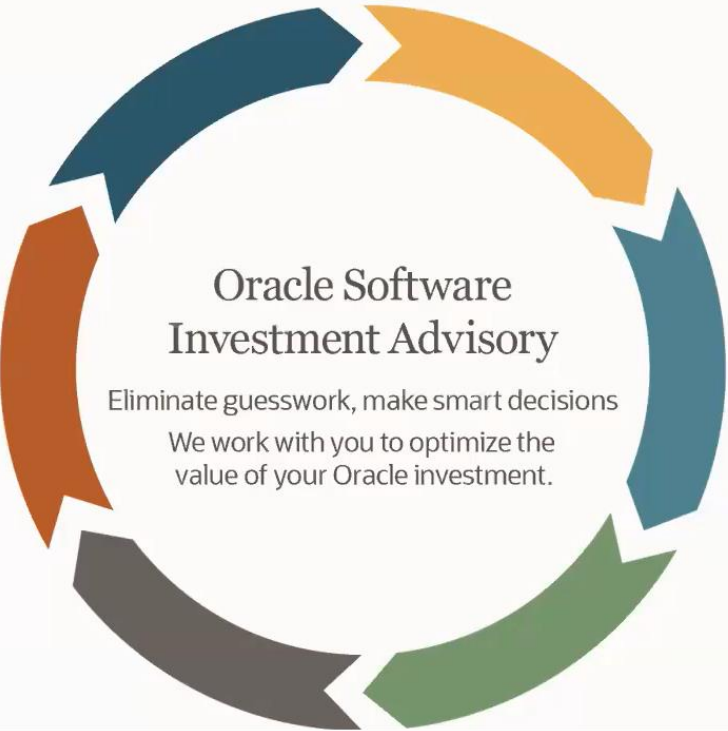 Oracle Software
Investment Advisory
Eliminate guesswork, make smart decisions
We work with you to optimize the
value of your Oracle investment.